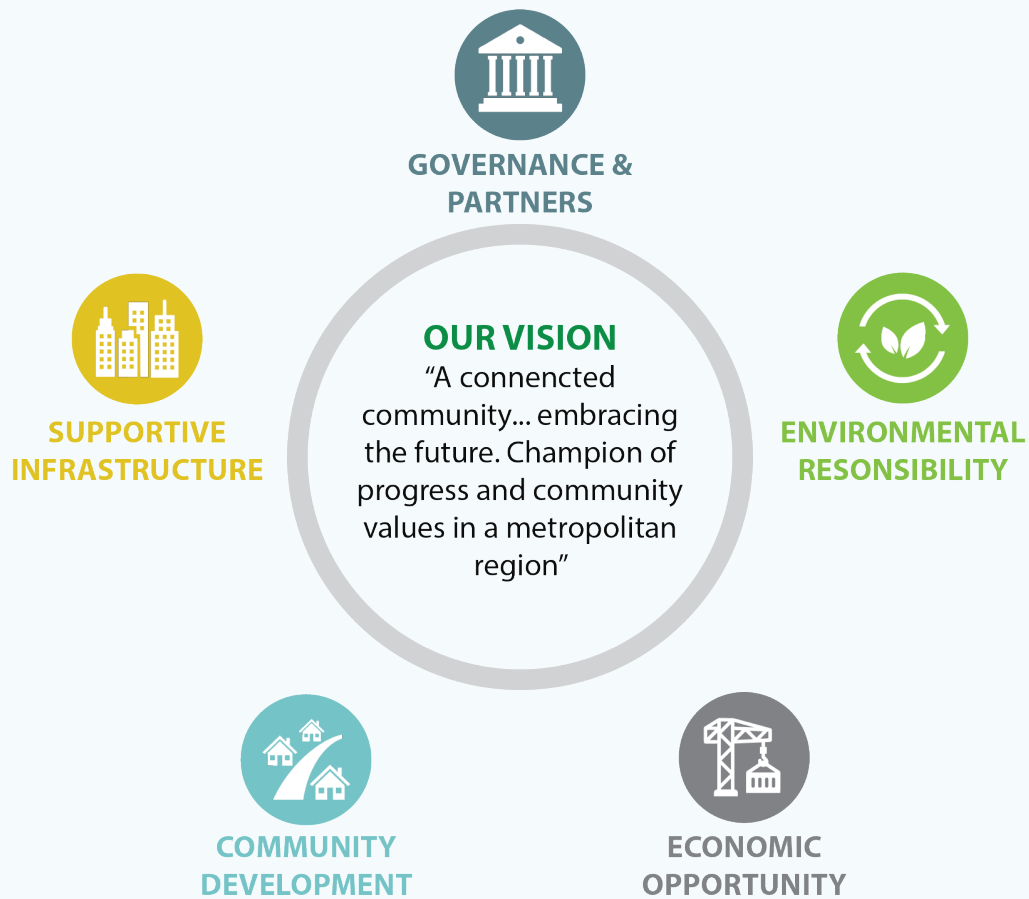 GOVERNANCE &
PARTNERS
SUPPORTIVE
INFRASTRUCTURE
OUR VISION
“A connencted
community... embracing
the future. Champion of
progress and community
values in a metropolitan
region”
ENVIRONMENTAL
RESONSIBILITY
COMMUNITY
DEVELOPMENT
ECONOMIC
OPPORTUNITY